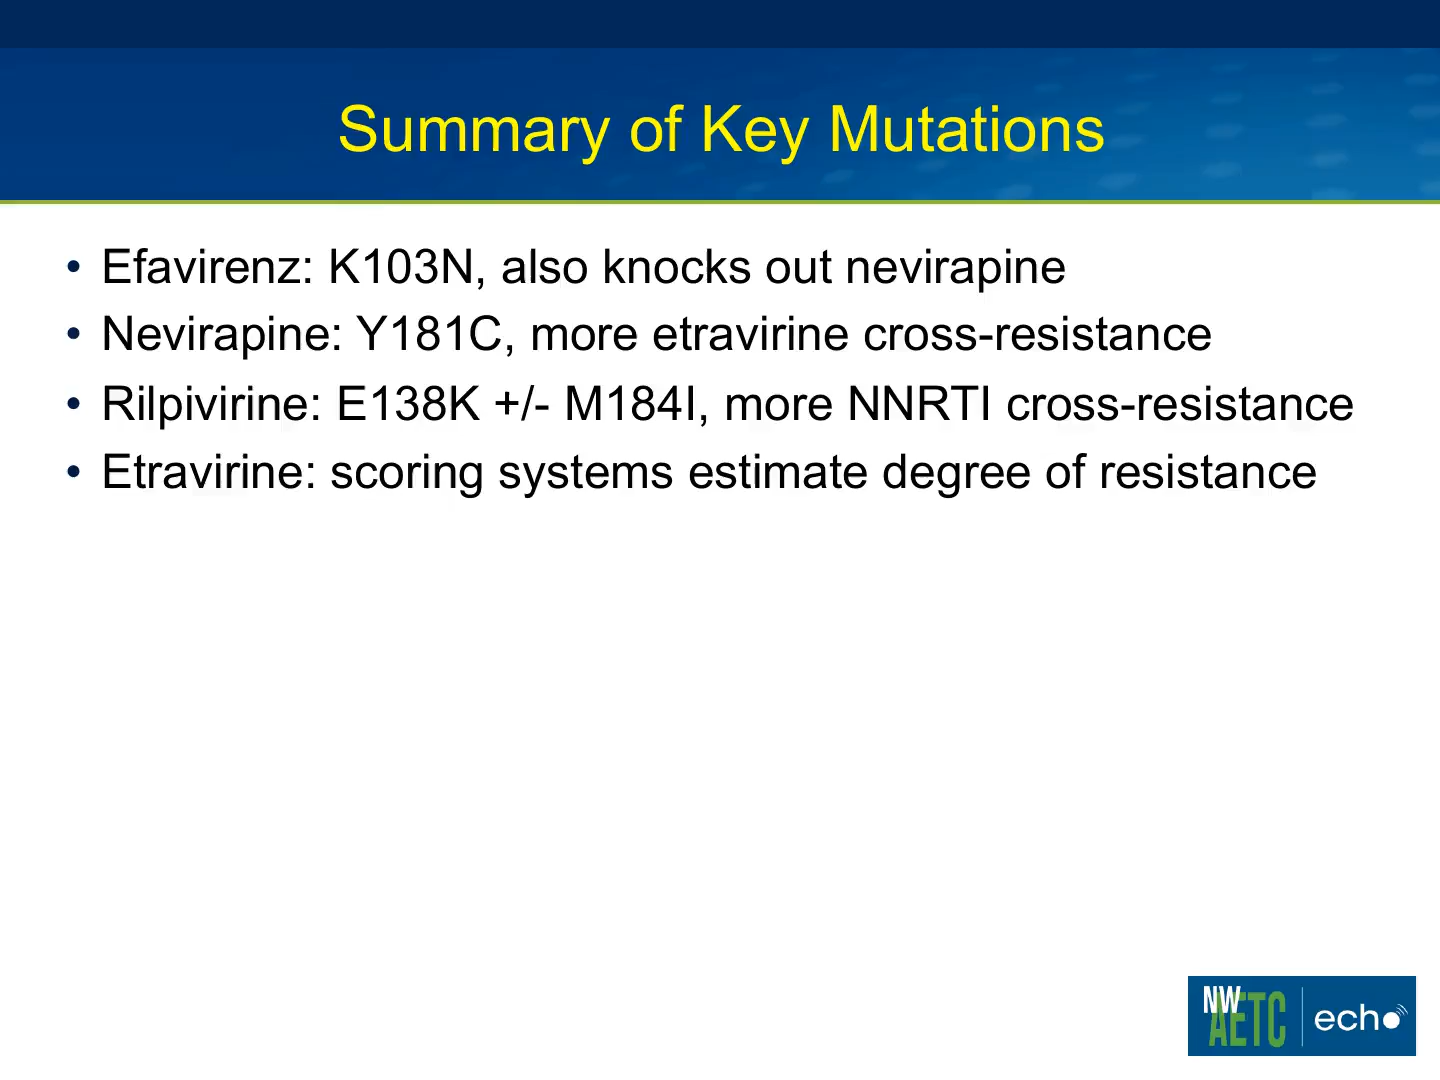 Summary of Key Mutations
• Efavirenz: K103N, also knocks out nevirapine
• Nevirapine: Y181C, more etravirine cross-resistance
• Rilpivirine: E138K +/- M184I, more NNRTI cross-resistance
• Etravirine: scoring systems estimate degree of resistance
NW
AETC
echo